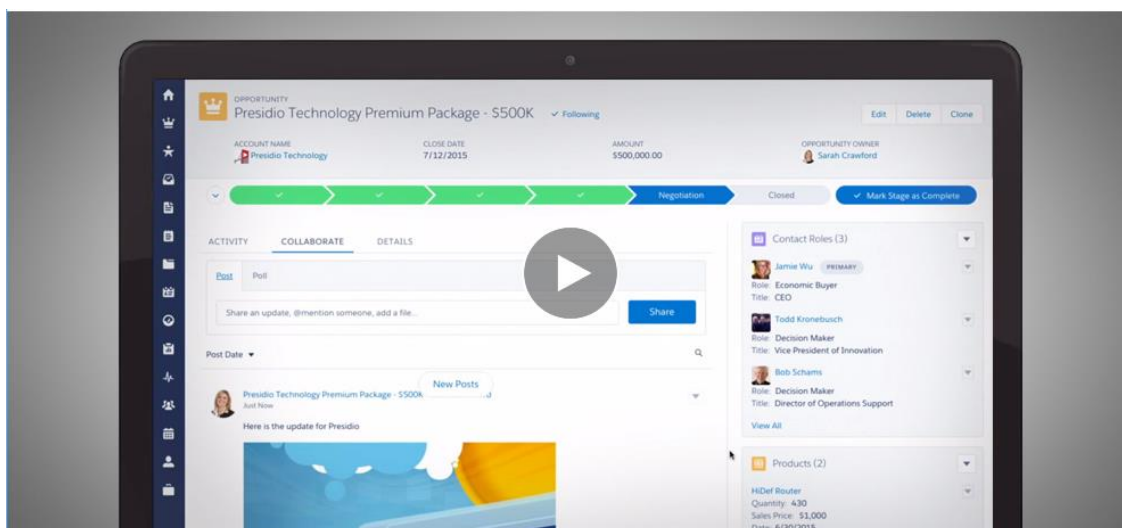 OPPORTUNITY
Presidio Technology Premium Package - $500K
Following
Edit
Delete
Clone
ACCOUNT NAME
CLOSE DATE
AMOUNT
OPPORTUNITY OWNER
Presidio Technology
7/12/2015
$500,000.00
Sarah Crawford
Negotiation
Closed
Mark Stage as Complete
ACTIVITY
COLLABORATE
DETAILS
Post
Poll
Share an update, @mention someone, add a file...
Share
Post Date
New Posts
Presidio Technology Premium Package - $500K
Just Now
Here is the update for Presidio
Contact Roles (3)
Jamie Wu PRIMARY
Role: Economic Buyer
Title: CEO
Todd Kronebusch
Role: Decision Maker
Title: Vice President of Innovation
Bob Schams
Role: Decision Maker
Title: Director of Operations Support
View All
Products (2)
HiDef Router
Quantity: 430
Sales Price: $1,000
Date: 6/30/2015